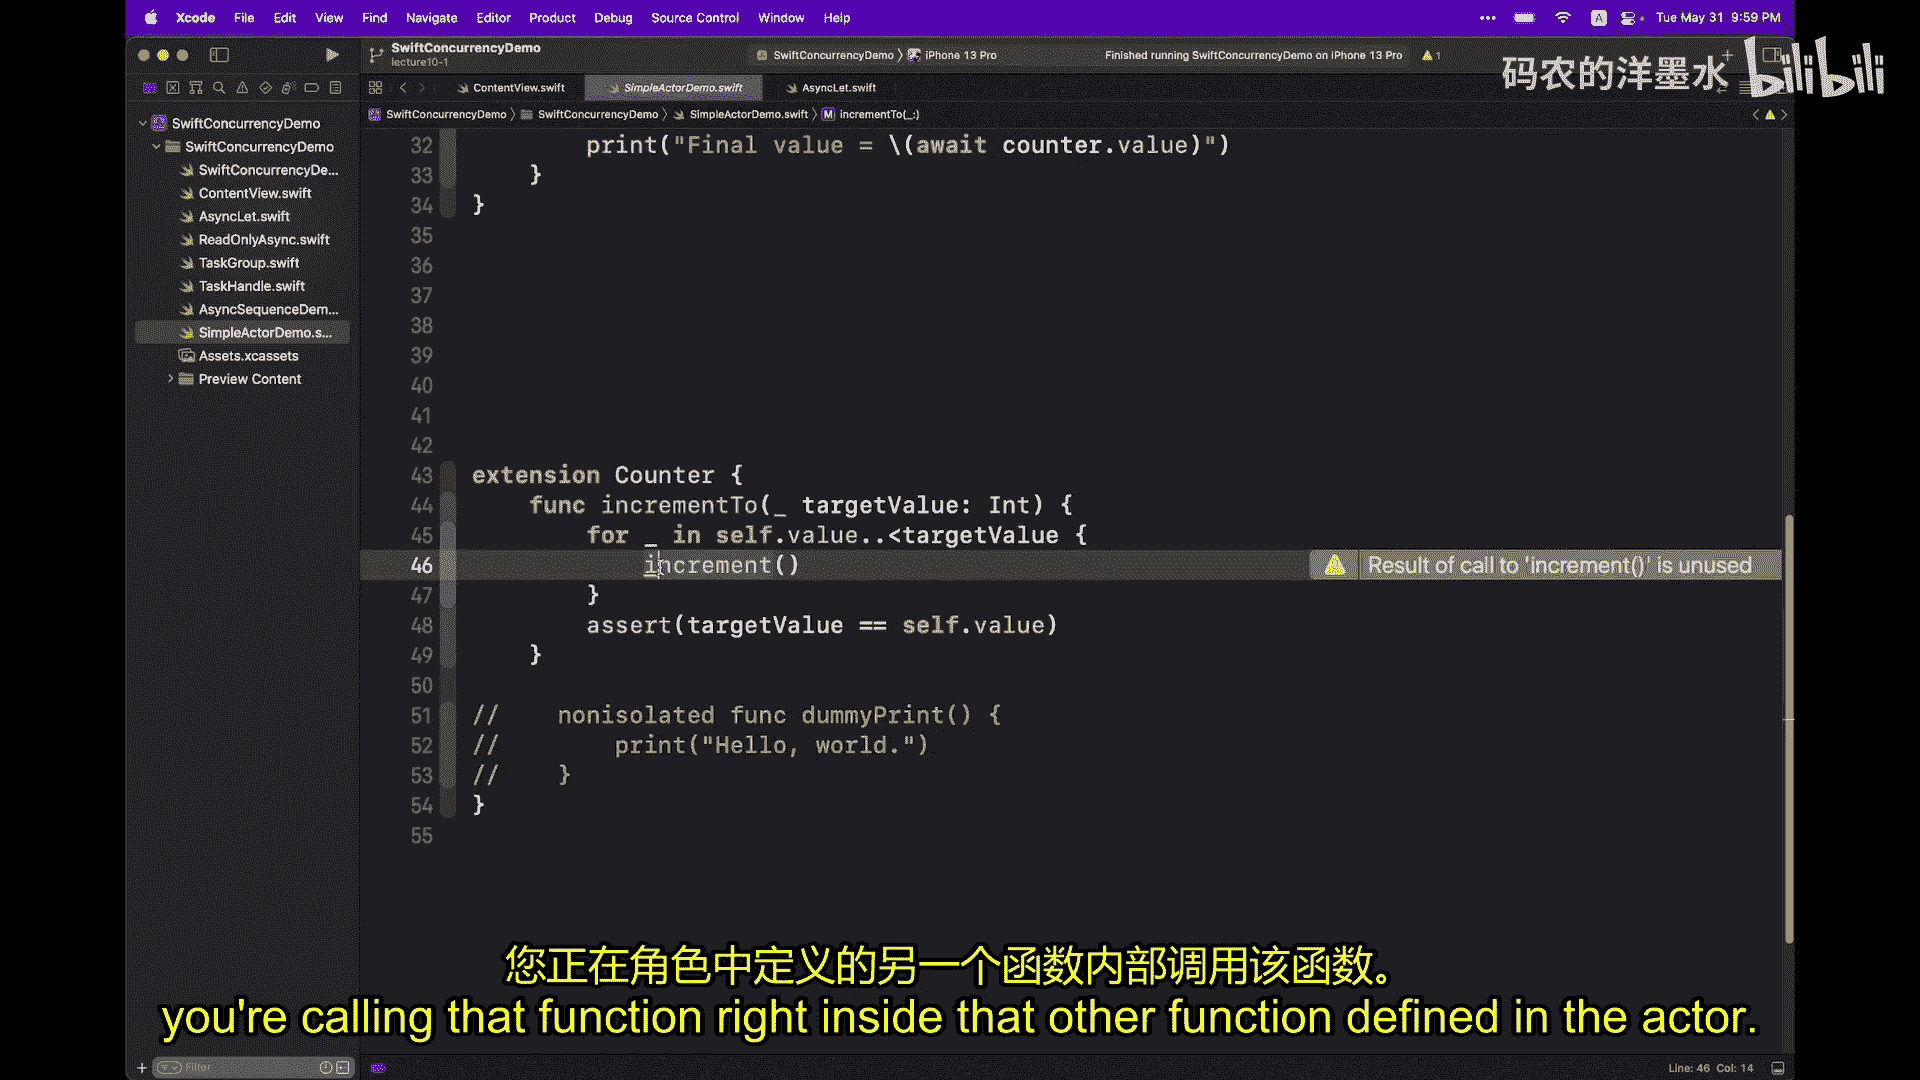 Xcode File Edit View Find Navigate Editor Product Debug Source Control Window Help
A Tue May 31 9:59 PM
SwiftConcurrencyDemo
lecture10-1
SwiftConcurrencyDemo 〉 iPhone 13 Pro
Finished running SwiftConcurrencyDemo on iPhone 13 Pro
1
码农的洋墨水 bilibili
ContentView.swift
SimpleActorDemo.swift
AsyncLet.swift
SwiftConcurrencyDemo 〉 SwiftConcurrencyDemo 〉 SimpleActorDemo.swift 〉 M incrementTo(_:)
SwiftConcurrencyDemo
SwiftConcurrencyDemo
SwiftConcurrencyDe...
ContentView.swift
AsyncLet.swift
ReadOnlyAsync.swift
TaskGroup.swift
TaskHandle.swift
AsyncSequenceDem...
SimpleActorDemo.s...
Assets.xcassets
Preview Content
32 print("Final value = \(await counter.value)")
33 }
34 }
35
36
37
38
39
40
41
42
43 extension Counter {
44 func incrementTo(_ targetValue: Int) {
45 for _ in self.value..<targetValue {
46 increment()
Result of call to 'increment()' is unused
47 }
48 assert(targetValue == self.value)
49 }
50
51 // nonisolated func dummyPrint() {
52 // print("Hello, world.")
53 // }
54 }
55
您正在角色中定义的另一个函数内部调用该函数。
you're calling that function right inside that other function defined in the actor.
Filter
Line: 46 Col: 14